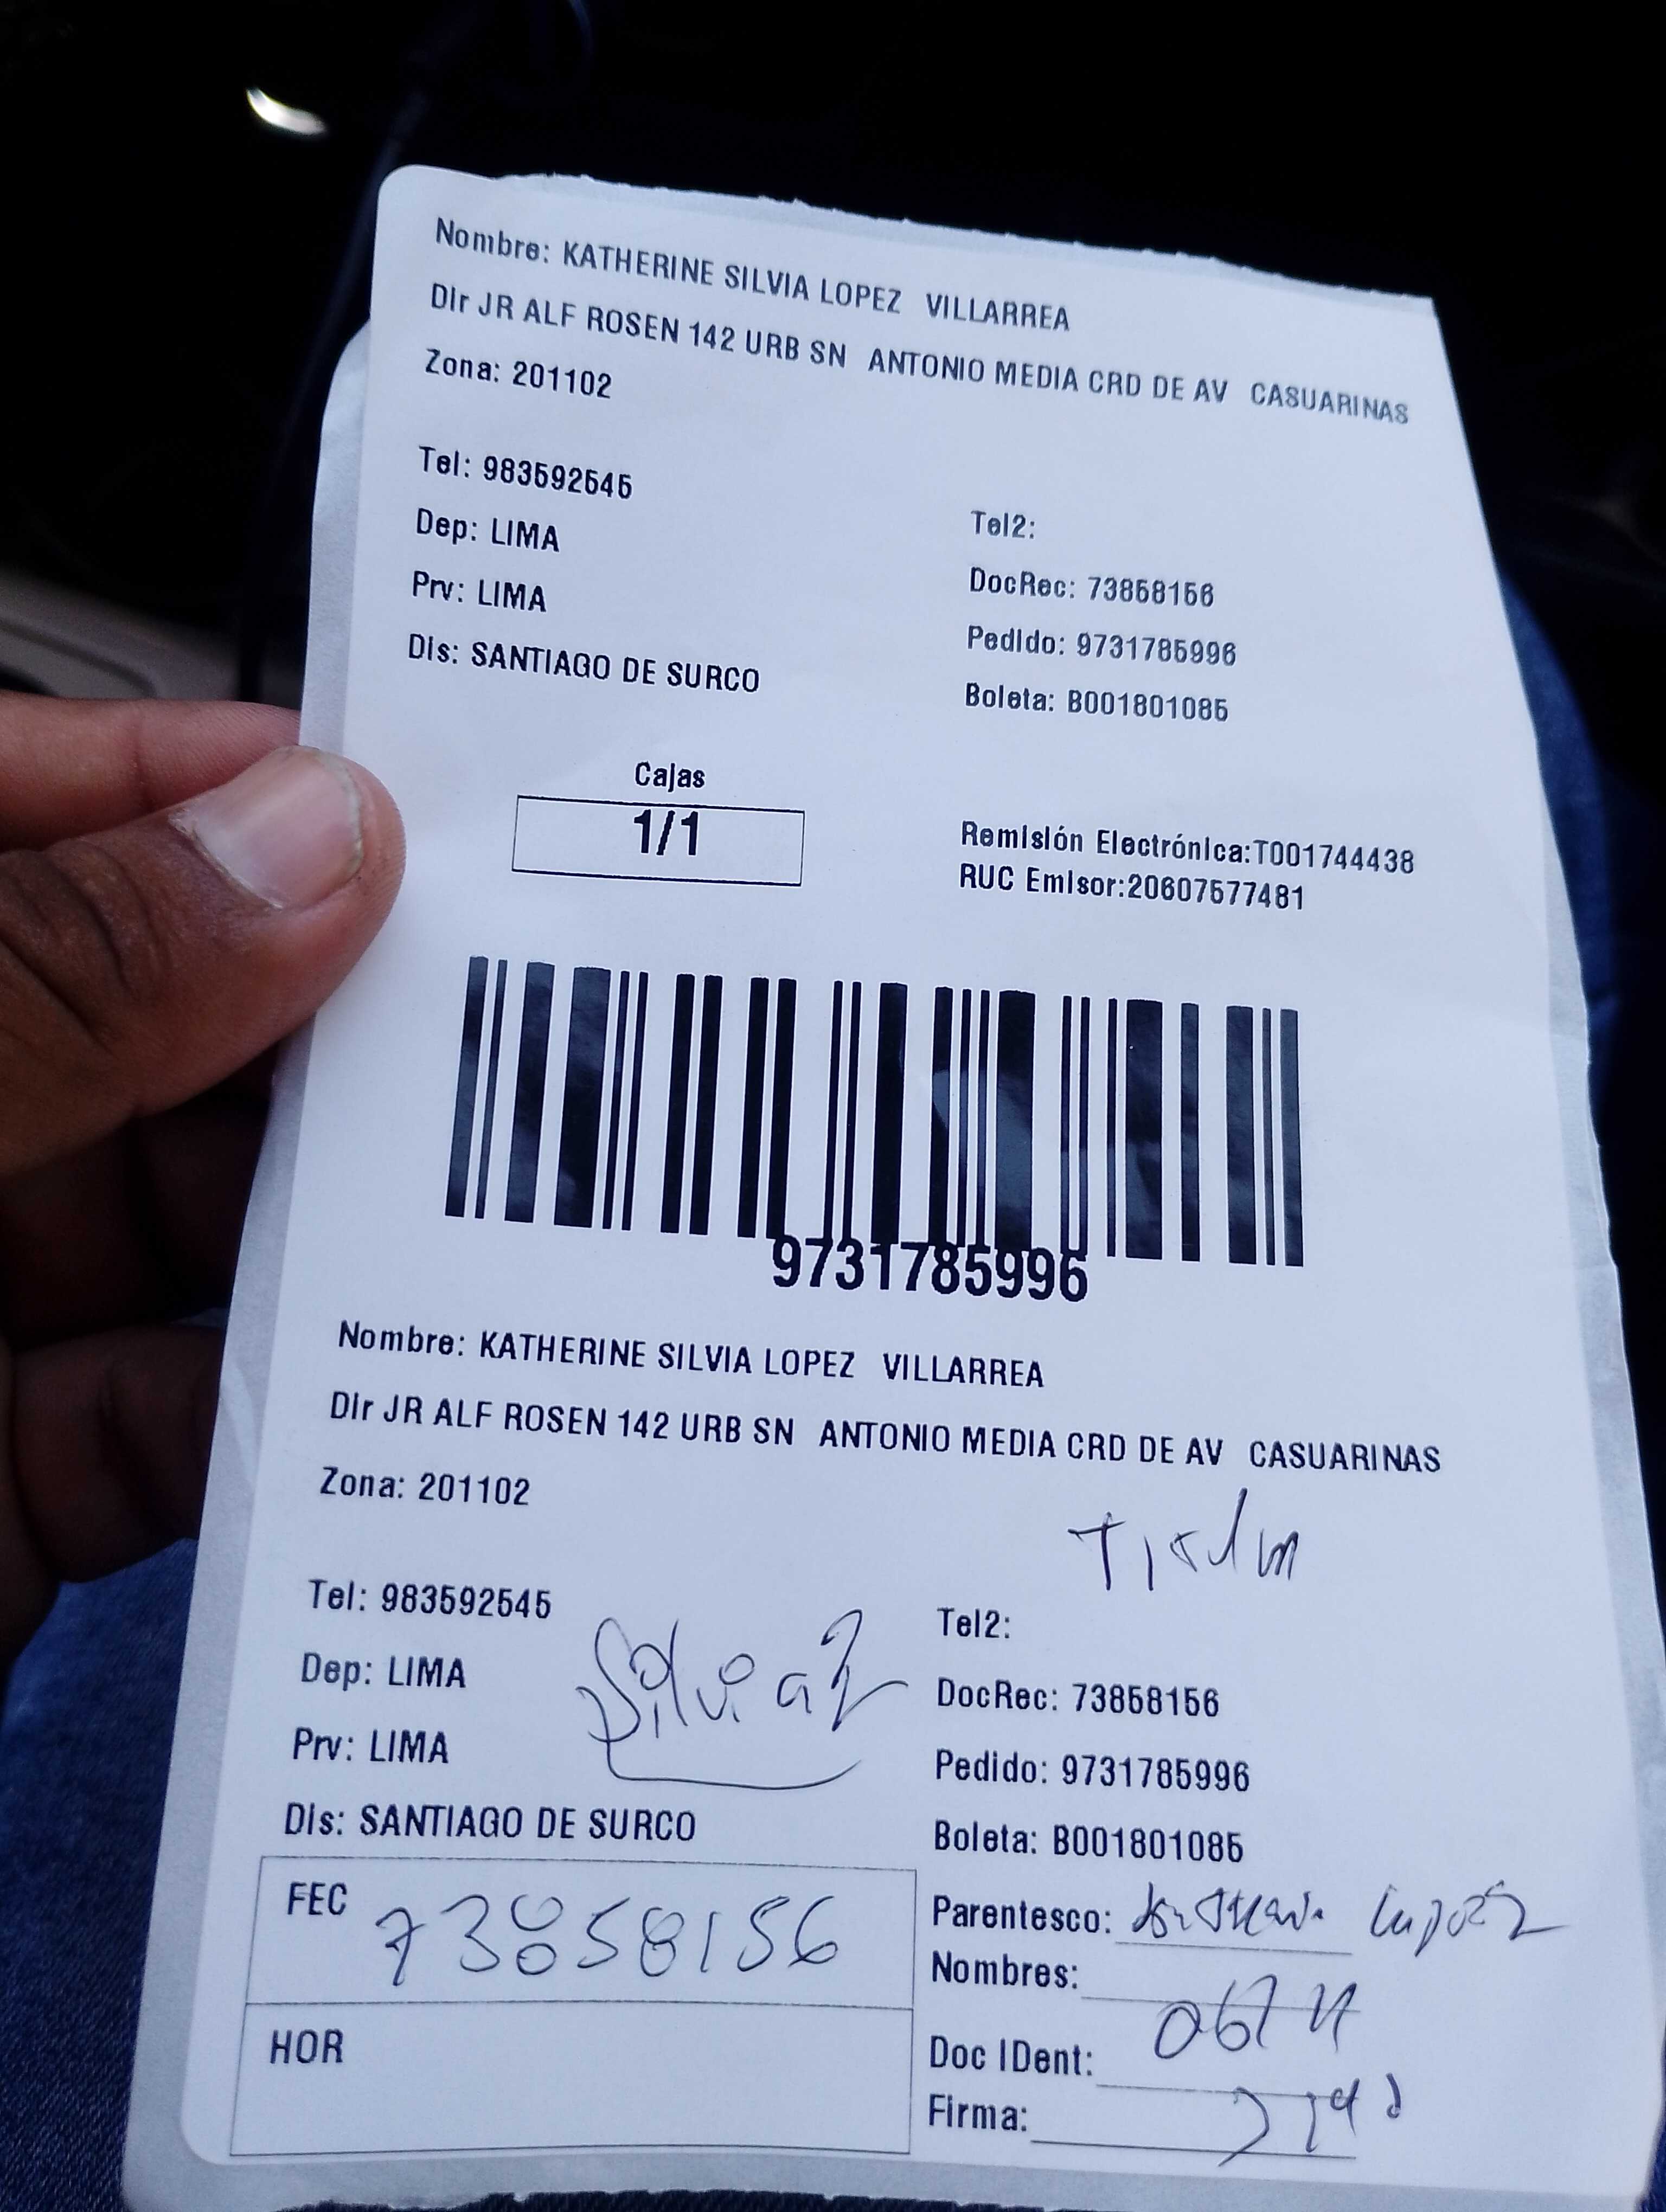 Nombre: KATHERINE SILVIA LOPEZ VILLARREA
Dir JR ALF ROSEN 142 URB SN ANTONIO MEDIA CRD DE AV CASUARINAS
Zona: 201102
Tel: 983592545
Tel2:
Dep: LIMA
DocRec: 73858156
Prv: LIMA
Pedido: 9731785996
Dis: SANTIAGO DE SURCO
Boleta: B001801085
Cajas
1/1
Remisión Electrónica:T001744438
RUC Emisor:20607577481
9731785996
Nombre: KATHERINE SILVIA LOPEZ VILLARREA
Dir JR ALF ROSEN 142 URB SN ANTONIO MEDIA CRD DE AV CASUARINAS
Zona: 201102
Tel: 983592545
Tel2:
Dep: LIMA
Silvia
DocRec: 73858156
Prv: LIMA
Pedido: 9731785996
Dis: SANTIAGO DE SURCO
Boleta: B001801085
FEC 73858156
HOR
Parentesco:
Nombres:
Doc IDent:
Firma: